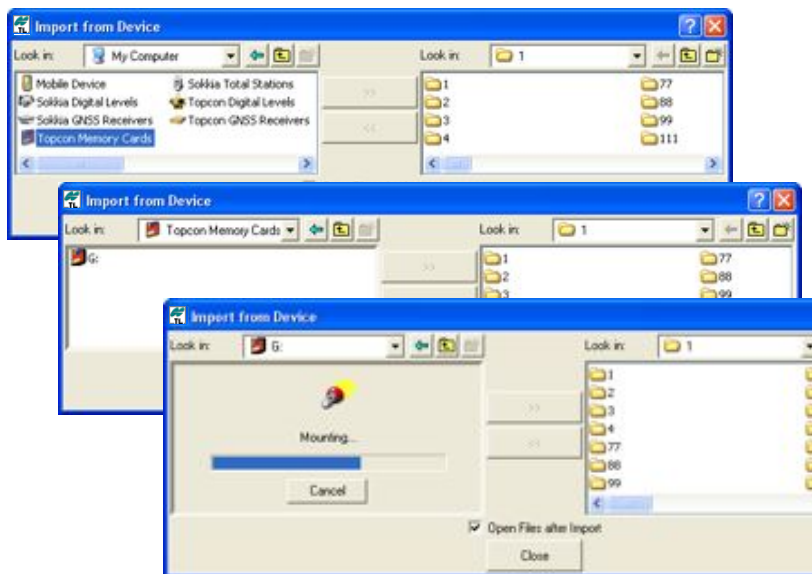 TL Import from Device
Look in: My Computer
Look in: 1
Mobile Device
Sokkia Total Stations
Sokkia Digital Levels
Topcon Digital Levels
Sokkia GNSS Receivers
Topcon GNSS Receivers
Topcon Memory Cards
>>
<<
1
2
3
4
77
88
99
111
TL Import from Device
Look in: Topcon Memory Cards
Look in: 1
G:
>>
1
2
3
77
88
99
TL Import from Device
Look in: G:
Look in: 1
Mounting...
Cancel
>>
<<
1
2
3
4
77
88
99
Open Files after Import
Close